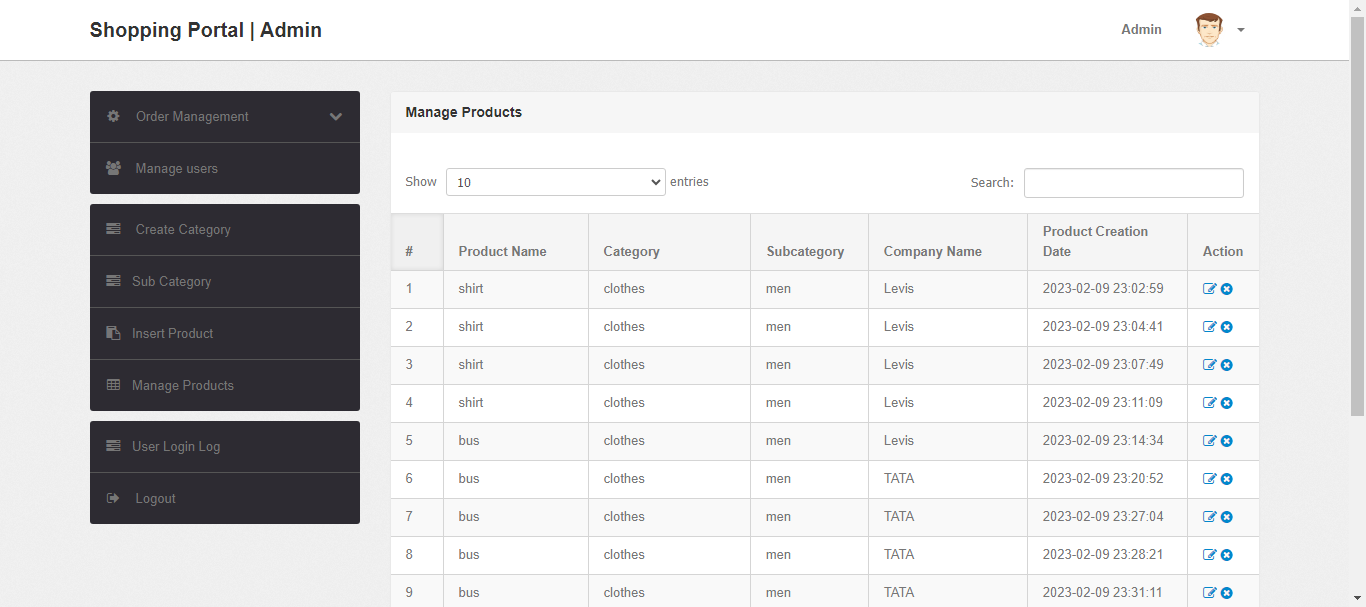 Shopping Portal | Admin
Admin
Order Management
Manage users
Create Category
Sub Category
Insert Product
Manage Products
User Login Log
Logout
Manage Products
Show 10 entries
Search:
# Product Name Category Subcategory Company Name Product Creation Date Action
1 shirt clothes men Levis 2023-02-09 23:02:59
2 shirt clothes men Levis 2023-02-09 23:04:41
3 shirt clothes men Levis 2023-02-09 23:07:49
4 shirt clothes men Levis 2023-02-09 23:11:09
5 bus clothes men Levis 2023-02-09 23:14:34
6 bus clothes men TATA 2023-02-09 23:20:52
7 bus clothes men TATA 2023-02-09 23:27:04
8 bus clothes men TATA 2023-02-09 23:28:21
9 bus clothes men TATA 2023-02-09 23:31:11